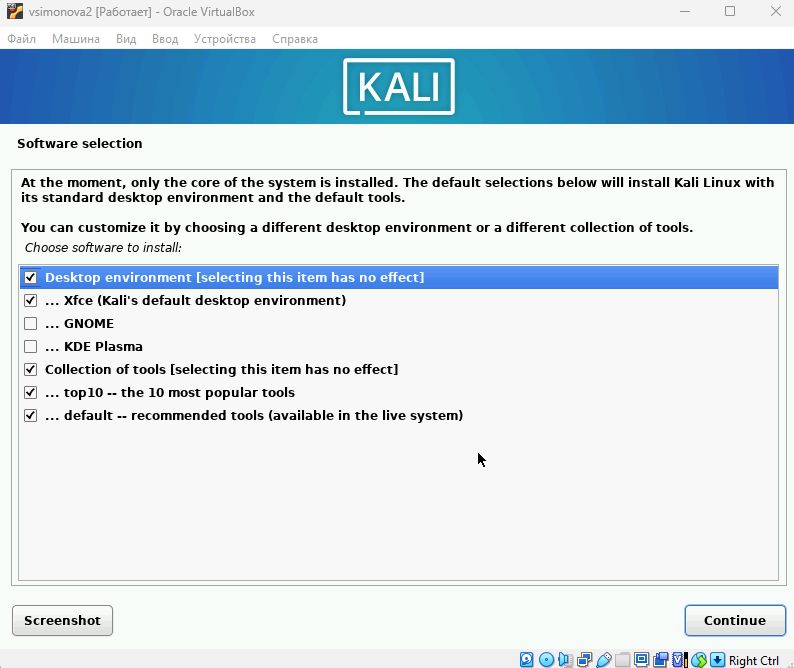 vsimonova2 [Работает] - Oracle VirtualBox
Файл Машина Вид Ввод Устройства Справка
KALI
Software selection
At the moment, only the core of the system is installed. The default selections below will install Kali Linux with
its standard desktop environment and the default tools.
You can customize it by choosing a different desktop environment or a different collection of tools.
Choose software to install:
Desktop environment [selecting this item has no effect]
... Xfce (Kali's default desktop environment)
... GNOME
... KDE Plasma
Collection of tools [selecting this item has no effect]
... top10 -- the 10 most popular tools
... default -- recommended tools (available in the live system)
Screenshot
Continue
Right Ctrl